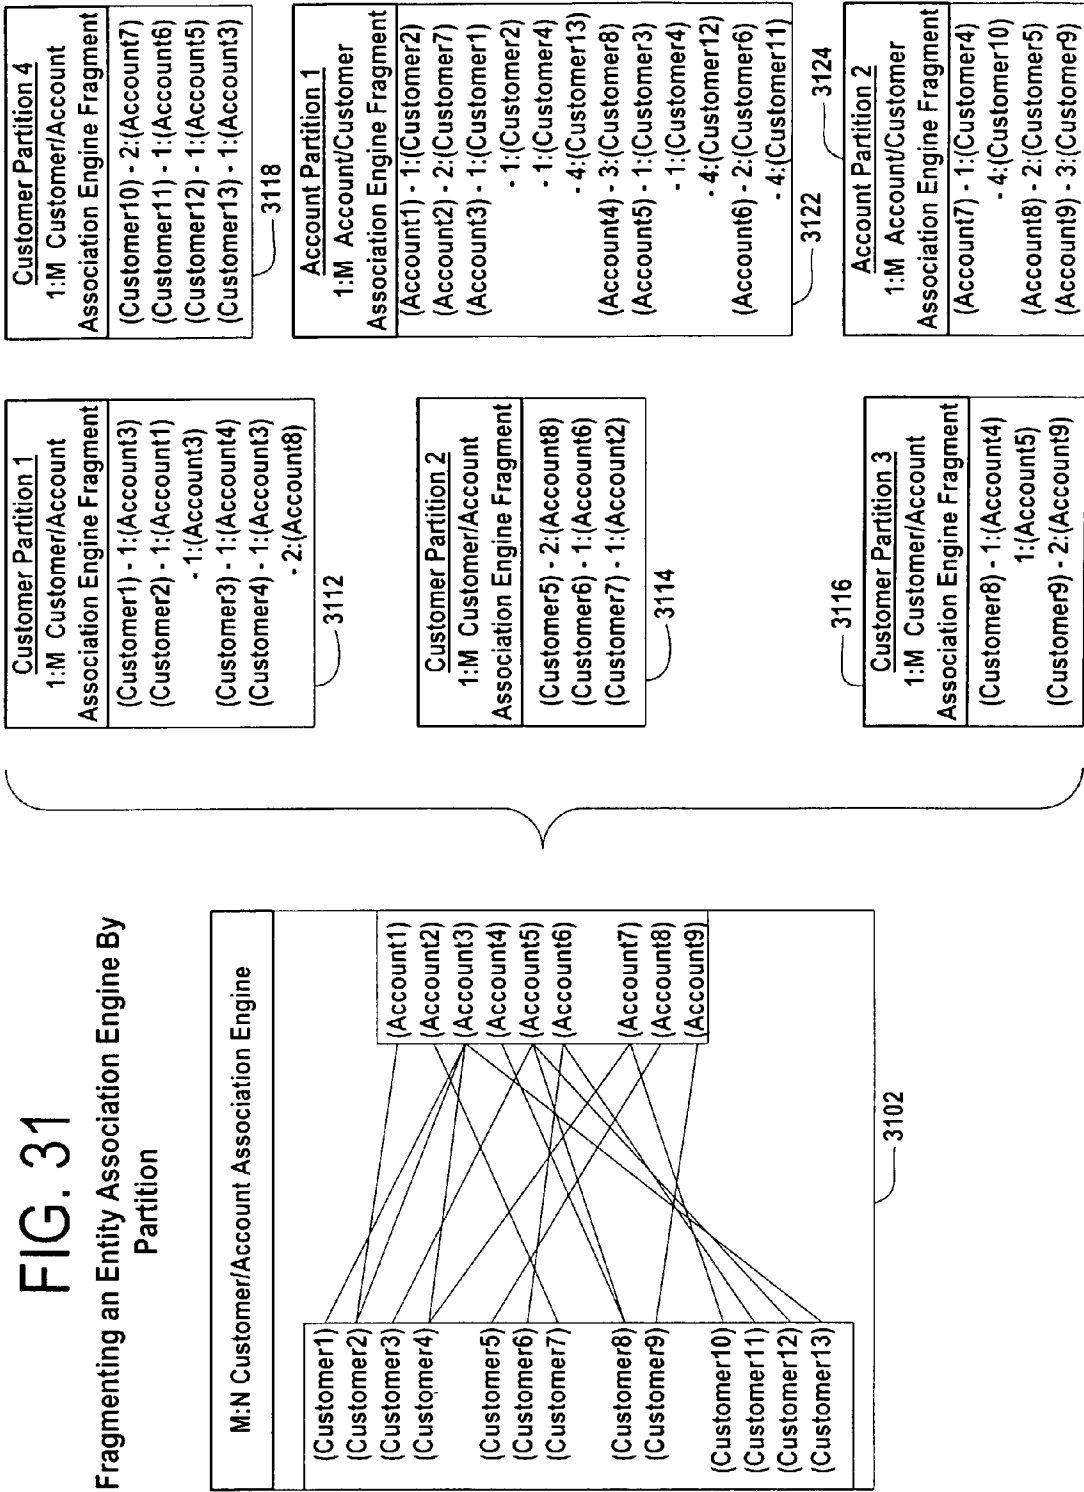 FIG. 31
Fragmenting an Entity Association Engine By
Partition
M:N Customer/Account Association Engine
(Customer1)
(Customer2)
(Customer3)
(Customer4)
(Customer5)
(Customer6)
(Customer7)
(Customer8)
(Customer9)
(Customer10)
(Customer11)
(Customer12)
(Customer13)
(Account1)
(Account2)
(Account3)
(Account4)
(Account5)
(Account6)
(Account7)
(Account8)
(Account9)
3102
Customer Partition 1
1:M Customer/Account
Association Engine Fragment
(Customer1) - 1:(Account3)
(Customer2) - 1:(Account1)
- 1:(Account3)
(Customer3) - 1:(Account4)
(Customer4) - 1:(Account3)
- 2:(Account8)
3112
Customer Partition 2
1:M Customer/Account
Association Engine Fragment
(Customer5) - 2:(Account8)
(Customer6) - 1:(Account6)
(Customer7) - 1:(Account2)
3114
3116
Customer Partition 3
1:M Customer/Account
Association Engine Fragment
(Customer8) - 1:(Account4)
1:(Account5)
(Customer9) - 2:(Account9)
Customer Partition 4
1:M Customer/Account
Association Engine Fragment
(Customer10) - 2:(Account7)
(Customer11) - 1:(Account6)
(Customer12) - 1:(Account5)
(Customer13) - 1:(Account3)
3118
Account Partition 1
1:M Account/Customer
Association Engine Fragment
(Account1) - 1:(Customer2)
(Account2) - 2:(Customer7)
(Account3) - 1:(Customer1)
- 1:(Customer2)
- 1:(Customer4)
- 4:(Customer13)
(Account4) - 3:(Customer8)
(Account5) - 1:(Customer3)
- 1:(Customer4)
- 4:(Customer12)
(Account6) - 2:(Customer6)
- 4:(Customer11)
3122
3124
Account Partition 2
1:M Account/Customer
Association Engine Fragment
(Account7) - 1:(Customer4)
- 4:(Customer10)
(Account8) - 2:(Customer5)
(Account9) - 3:(Customer9)